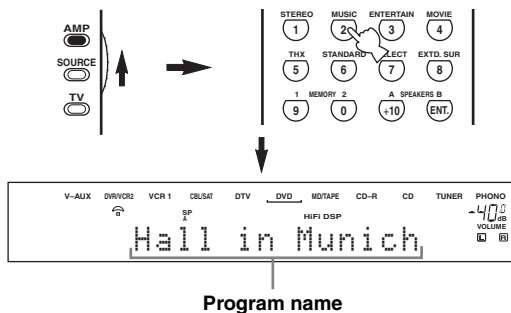 AMP
SOURCE
TV
STEREO MUSIC ENTERTAIN MOVIE
1 2 3 4
THX STANDARD SELECT EXTD. SUR
5 6 7 8
1 MEMORY 2 A SPEAKERS B
9 0 +10 ENT.
V-AUX DVR/VCR2 VCR 1 CBL/SAT DTV DVD MD/TAPE CD-R CD TUNER PHONO
SP
A
HiFi DSP
-40.0 dB
VOLUME
L R
Hall in Munich
Program name